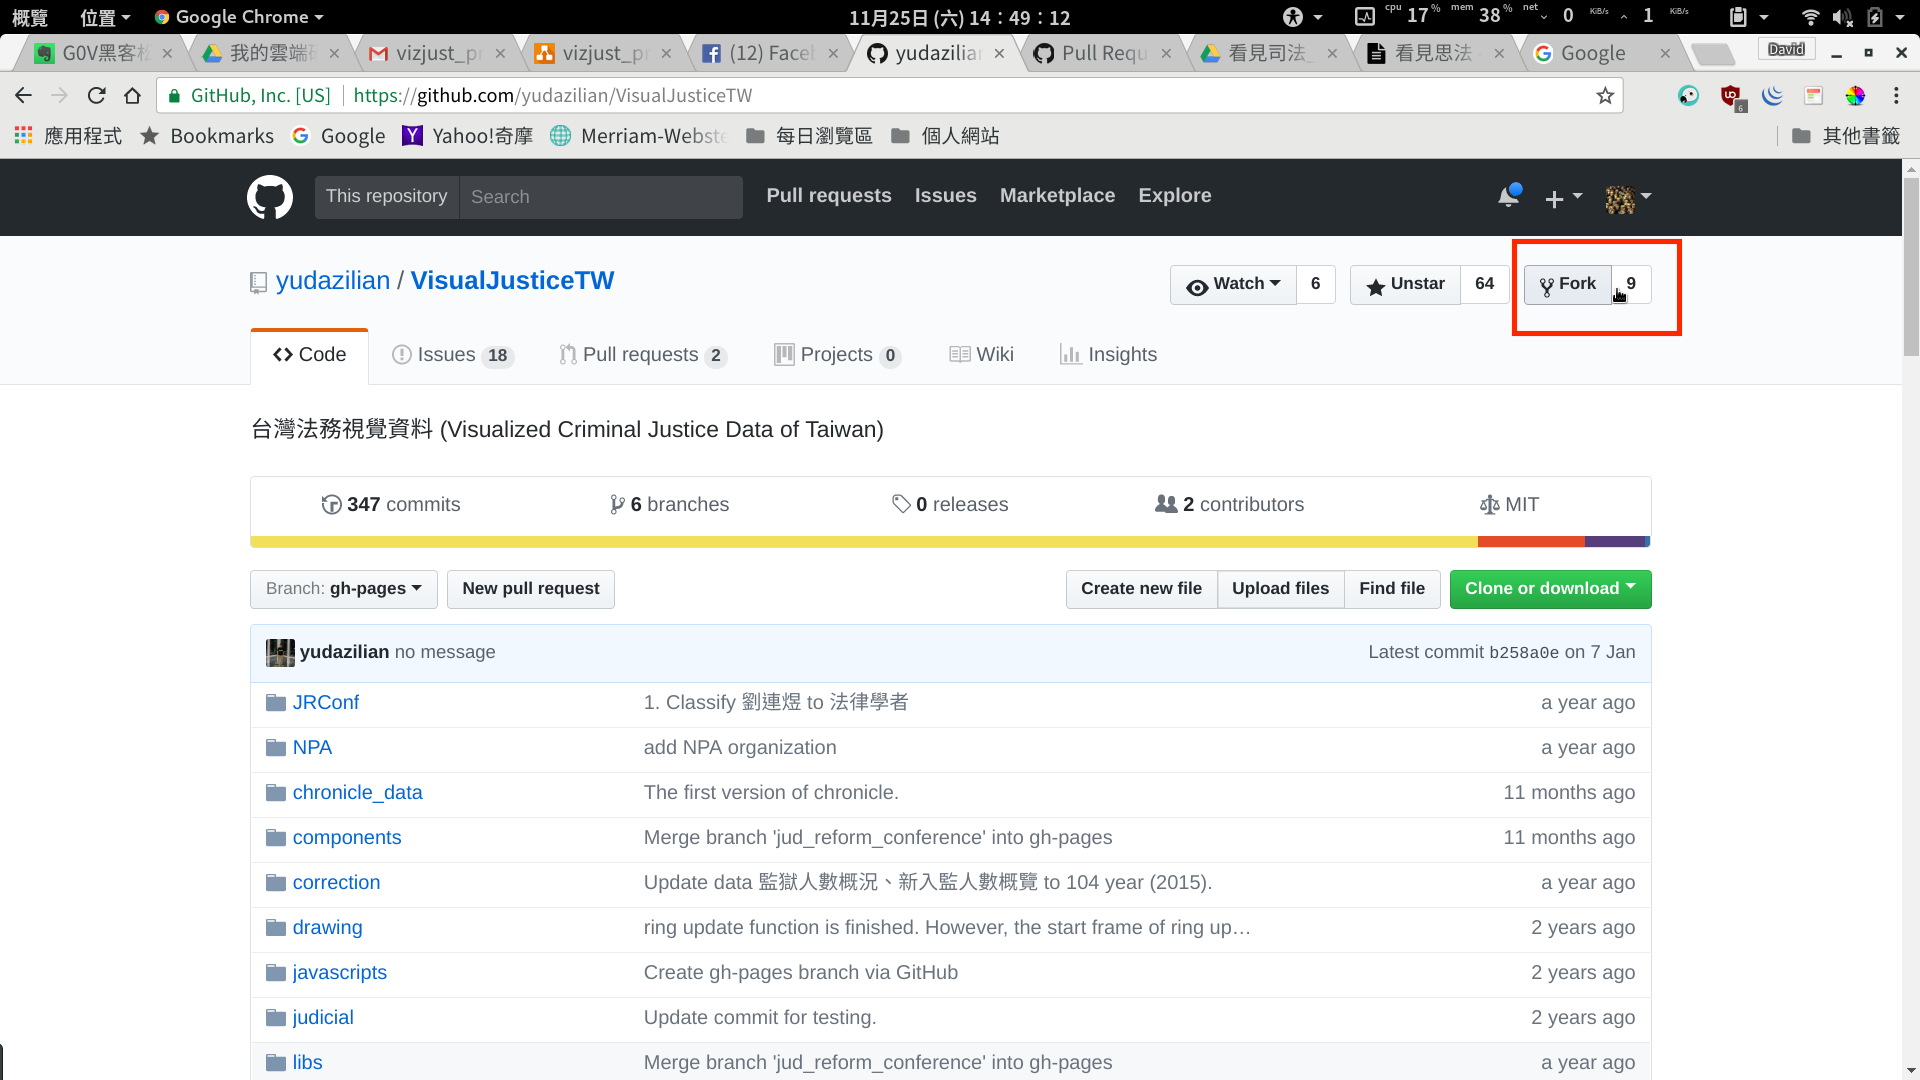 概覽 位置 Google Chrome 11月25日 (六) 14：49：12 cpu 17 % mem 38 % net 0 KiB/s 1 KiB/s
G0V黑客松 我的雲端硬 vizjust_pr vizjust_pr (12) Faceb yudazilian Pull Requ 看見司法_ 看見思法 Google David
GitHub, Inc. [US] https://github.com/yudazilian/VisualJusticeTW 6
應用程式 Bookmarks Google Yahoo!奇摩 Merriam-Webste 每日瀏覽區 個人網站 其他書籤
This repository Search Pull requests Issues Marketplace Explore
yudazilian / VisualJusticeTW Watch 6 Unstar 64 Fork 9
Code Issues 18 Pull requests 2 Projects 0 Wiki Insights
台灣法務視覺資料 (Visualized Criminal Justice Data of Taiwan)
347 commits 6 branches 0 releases 2 contributors MIT
Branch: gh-pages New pull request Create new file Upload files Find file Clone or download
yudazilian no message Latest commit b258a0e on 7 Jan
JRConf 1. Classify 劉連煜 to 法律學者 a year ago
NPA add NPA organization a year ago
chronicle_data The first version of chronicle. 11 months ago
components Merge branch 'jud_reform_conference' into gh-pages 11 months ago
correction Update data 監獄人數概況、新入監人數概覽 to 104 year (2015). a year ago
drawing ring update function is finished. However, the start frame of ring up… 2 years ago
javascripts Create gh-pages branch via GitHub 2 years ago
judicial Update commit for testing. 2 years ago
libs Merge branch 'jud_reform_conference' into gh-pages a year ago